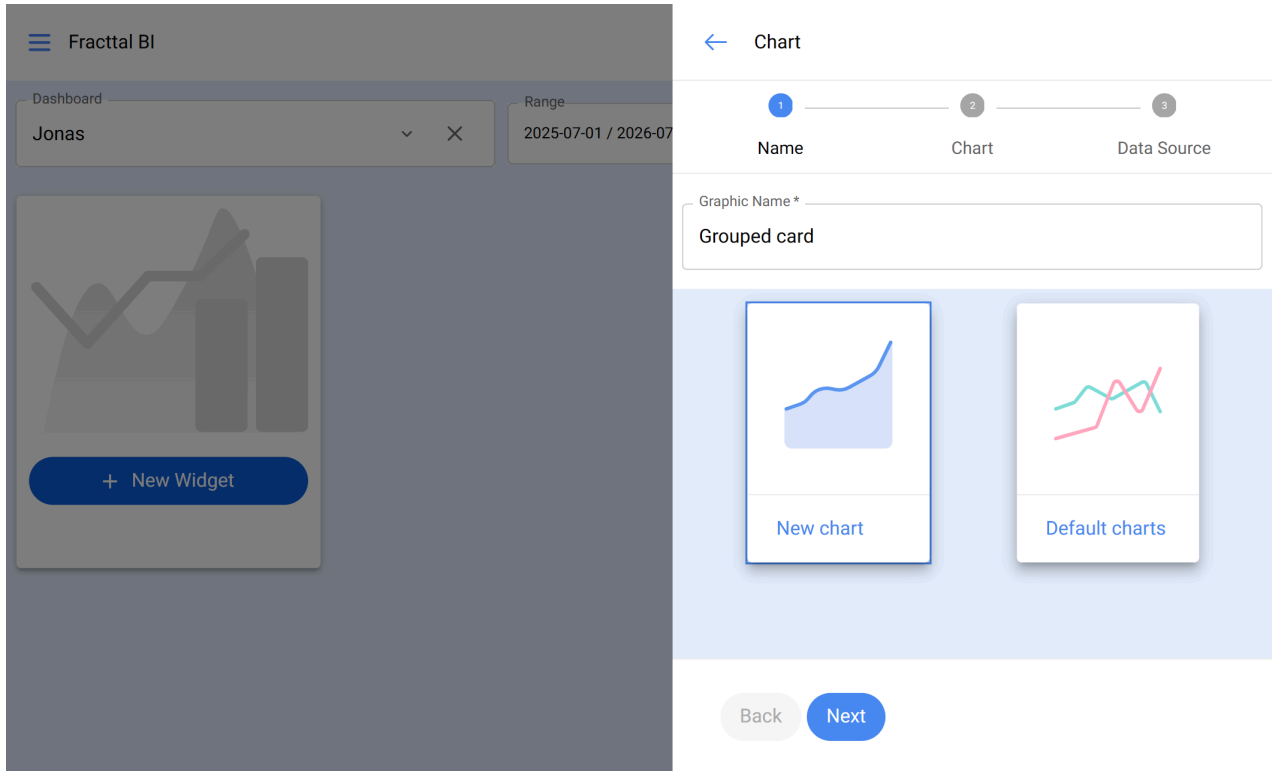 Fracttal BI
Dashboard
Jonas
Range
2025-07-01 / 2026-07
+ New Widget
Chart
1
2
3
Name
Chart
Data Source
Graphic Name *
Grouped card
New chart
Default charts
Back
Next